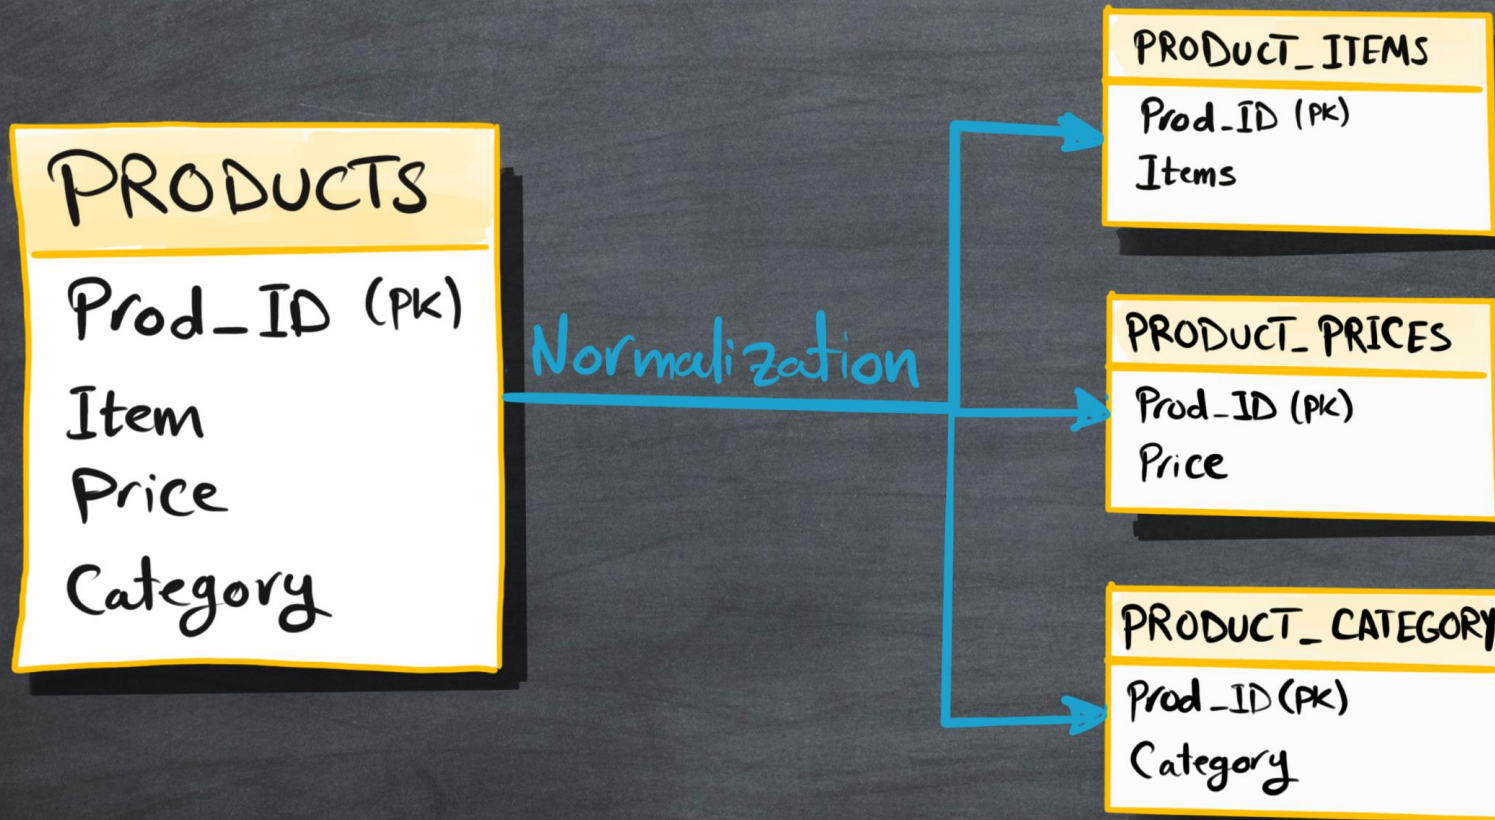 PRODUCTS
Prod_ID (PK)
Item
Price
Category
Normalization
PRODUCT_ITEMS
Prod_ID (PK)
Items
PRODUCT_PRICES
Prod_ID (PK)
Price
PRODUCT_CATEGORY
Prod_ID (PK)
Category